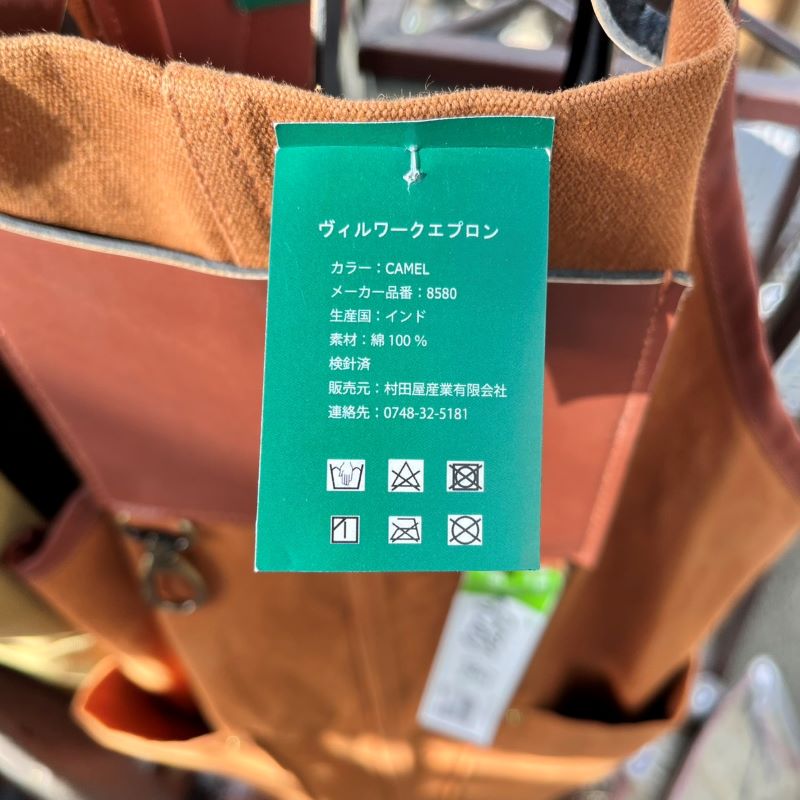 ヴィルワークエプロン
カラー：CAMEL
メーカー品番：8580
生産国：インド
素材：綿 100 %
検針済
販売元：村田屋産業有限会社
連絡先：0748-32-5181